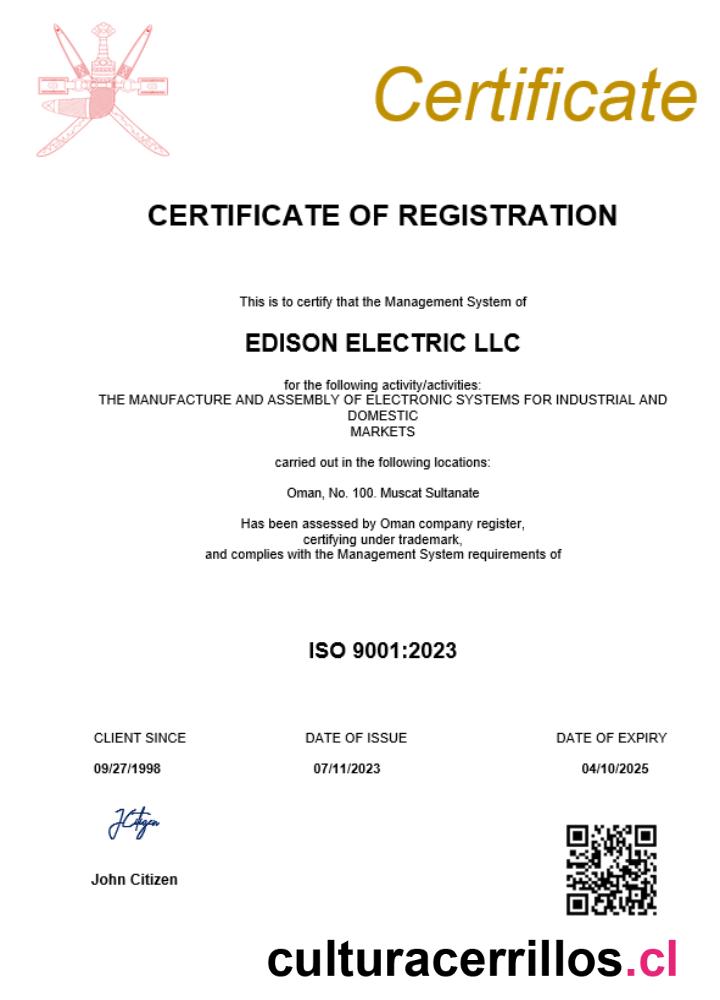 Certificate
CERTIFICATE OF REGISTRATION
This is to certify that the Management System of
EDISON ELECTRIC LLC
for the following activity/activities:
THE MANUFACTURE AND ASSEMBLY OF ELECTRONIC SYSTEMS FOR INDUSTRIAL AND
DOMESTIC
MARKETS
carried out in the following locations:
Oman, No. 100. Muscat Sultanate
Has been assessed by Oman company register,
certifying under trademark,
and complies with the Management System requirements of
ISO 9001:2023
CLIENT SINCE DATE OF ISSUE DATE OF EXPIRY
09/27/1998 07/11/2023 04/10/2025
JCitizen
John Citizen
culturacerrillos.cl